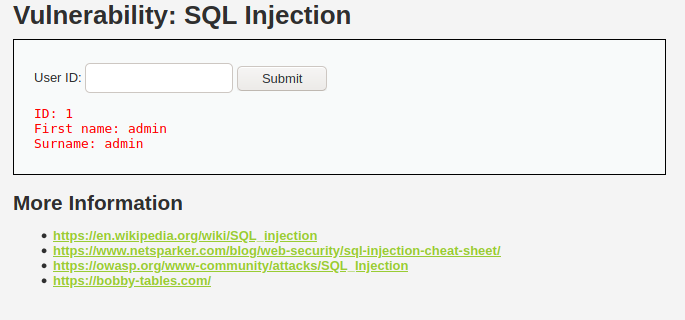 Vulnerability: SQL Injection
User ID: Submit
ID: 1
First name: admin
Surname: admin
More Information
https://en.wikipedia.org/wiki/SQL_injection
https://www.netsparker.com/blog/web-security/sql-injection-cheat-sheet/
https://owasp.org/www-community/attacks/SQL_Injection
https://bobby-tables.com/